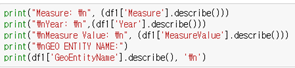 print("Measure: ₩n", (df1['Measure'].describe()))
print("₩nYear: ₩n",(df1['Year'].describe()))
print("₩nMeasure Value: ₩n", (df1['MeasureValue'].describe()))
print("₩nGEO ENTITY NAME:")
print(df1['GeoEntityName'].describe(), '₩n')